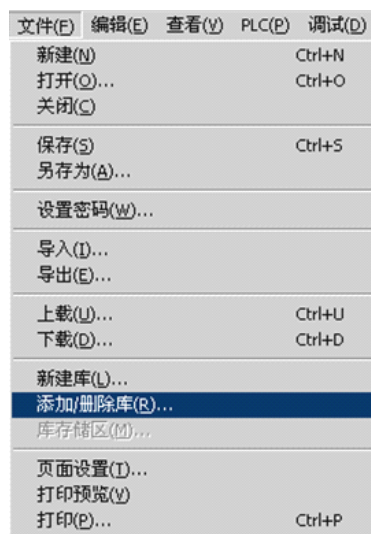 文件(F) 编辑(E) 查看(V) PLC(P) 调试(D)
新建(N) Ctrl+N
打开(O)... Ctrl+O
关闭(C)
保存(S) Ctrl+S
另存为(A)...
设置密码(W)...
导入(I)...
导出(E)...
上载(U)... Ctrl+U
下载(D)... Ctrl+D
新建库(L)...
添加/删除库(R)...
库存储区(M)...
页面设置(T)...
打印预览(V)
打印(P)... Ctrl+P